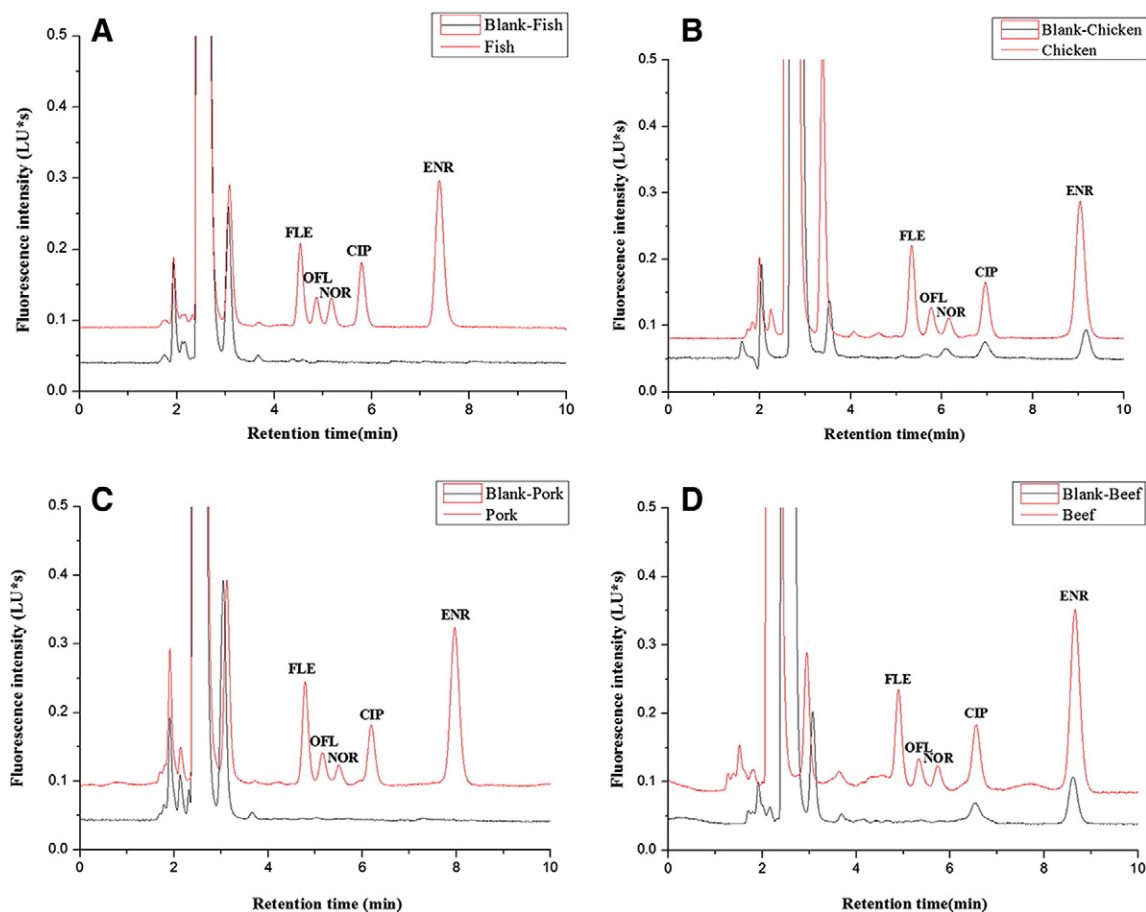 A
Blank-Fish
Fish
Fluorescence intensity (LU*s)
0.5
0.4
0.3
0.2
0.1
0.0
FLE
OFL
NOR
CIP
ENR
0 2 4 6 8 10
Retention time(min)
B
Blank-Chicken
Chicken
Fluorescence intensity (LU*s)
0.5
0.4
0.3
0.2
0.1
0.0
FLE
OFL
NOR
CIP
ENR
0 2 4 6 8 10
Retention time(min)
C
Blank-Pork
Pork
Fluorescence intensity (LU*s)
0.5
0.4
0.3
0.2
0.1
0.0
FLE
OFL
NOR
CIP
ENR
0 2 4 6 8 10
Retention time (min)
D
Blank-Beef
Beef
Fluorescence intensity (LU*s)
0.5
0.4
0.3
0.2
0.1
0.0
FLE
OFL
NOR
CIP
ENR
0 2 4 6 8 10
Retention time(min)